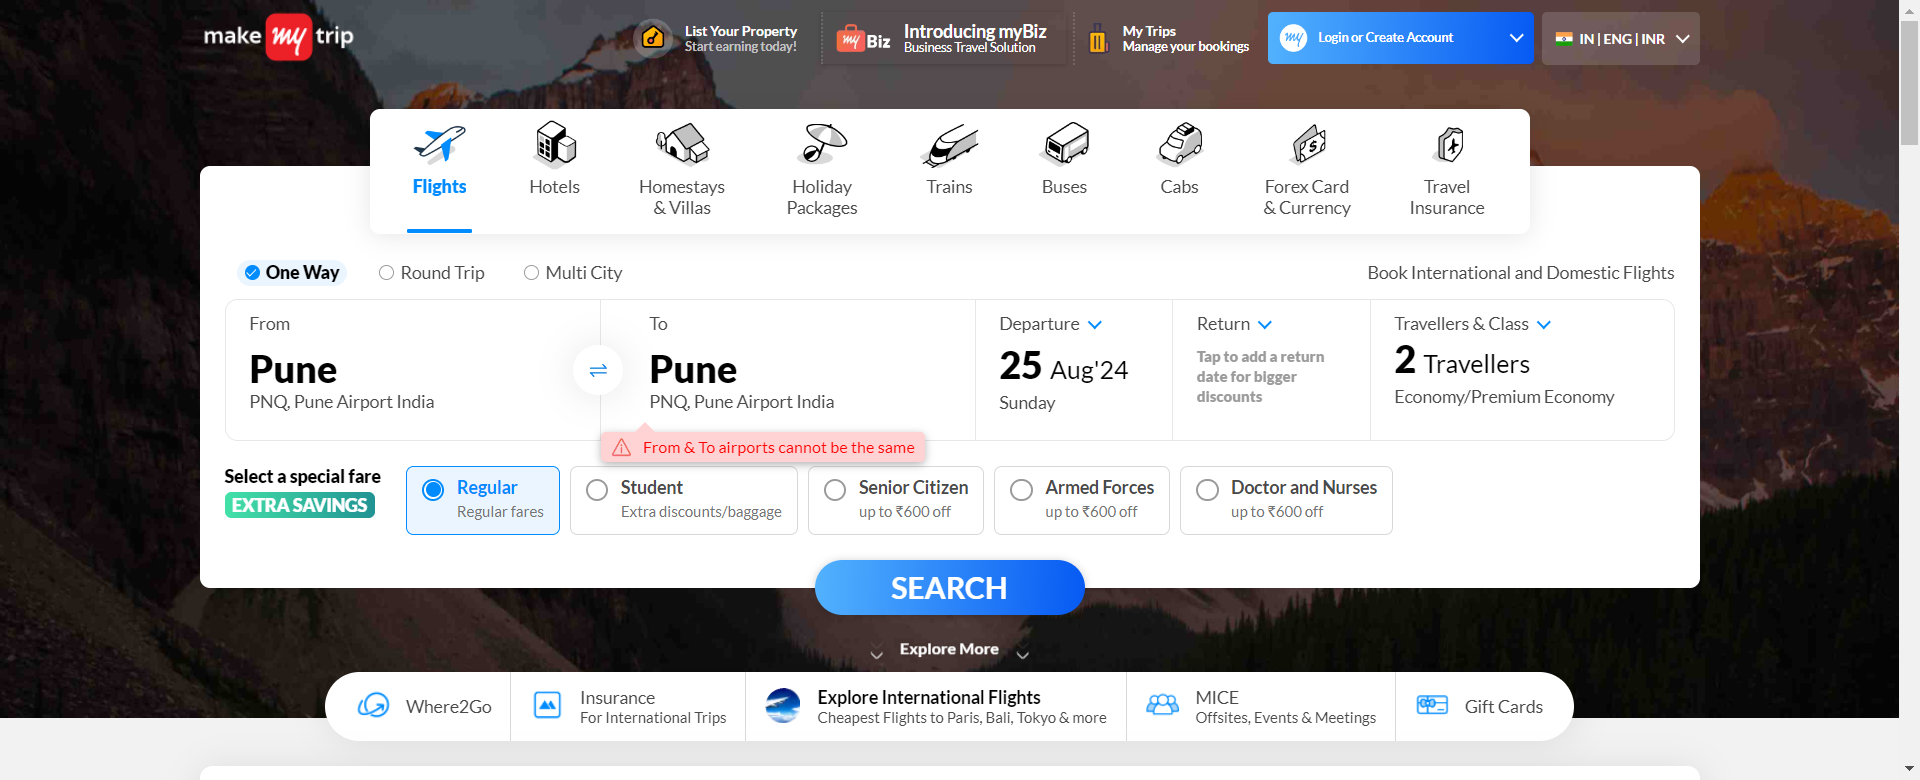 make my trip
List Your Property
Start earning today!
my Biz
Introducing myBiz
Business Travel Solution
My Trips
Manage your bookings
my Login or Create Account
IN | ENG | INR
Flights
Hotels
Homestays
& Villas
Holiday
Packages
Trains
Buses
Cabs
Forex Card
& Currency
Travel
Insurance
One Way
Round Trip
Multi City
Book International and Domestic Flights
From
Pune
PNQ, Pune Airport India
To
Pune
PNQ, Pune Airport India
From & To airports cannot be the same
Departure
25 Aug'24
Sunday
Return
Tap to add a return
date for bigger
discounts
Travellers & Class
2 Travellers
Economy/Premium Economy
Select a special fare
EXTRA SAVINGS
Regular
Regular fares
Student
Extra discounts/baggage
Senior Citizen
up to ₹600 off
Armed Forces
up to ₹600 off
Doctor and Nurses
up to ₹600 off
SEARCH
Explore More
Where2Go
Insurance
For International Trips
Explore International Flights
Cheapest Flights to Paris, Bali, Tokyo & more
MICE
Offsites, Events & Meetings
Gift Cards